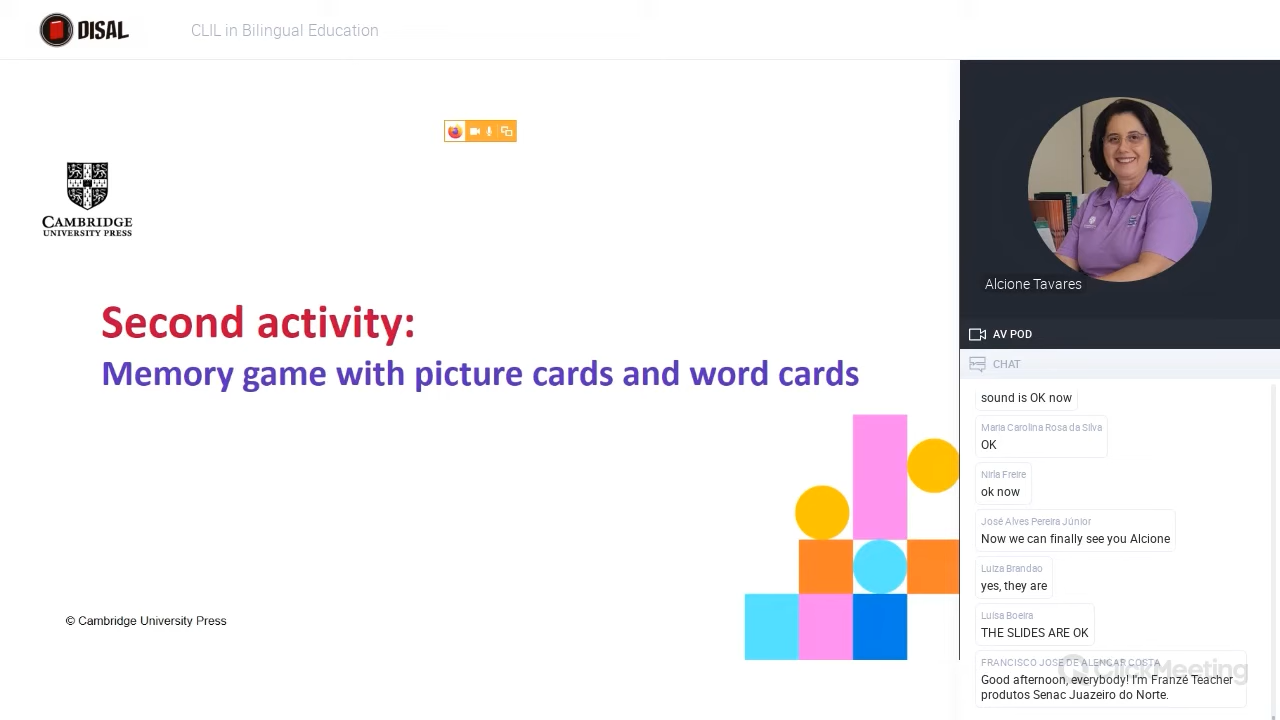 DISAL
CLIL in Bilingual Education
CAMBRIDGE
UNIVERSITY PRESS
Second activity:
Memory game with picture cards and word cards
© Cambridge University Press
Alcione Tavares
AV POD
CHAT
sound is OK now
Maria Carolina Rosa da Silva
OK
Nirla Freire
ok now
José Alves Pereira Júnior
Now we can finally see you Alcione
Luiza Brandao
yes, they are
Luísa Boeira
THE SLIDES ARE OK
FRANCISCO JOSE DE ALENCAR COSTA
Good afternoon, everybody! I'm Franzé Teacher
produtos Senac Juazeiro do Norte.
ClickMeeting